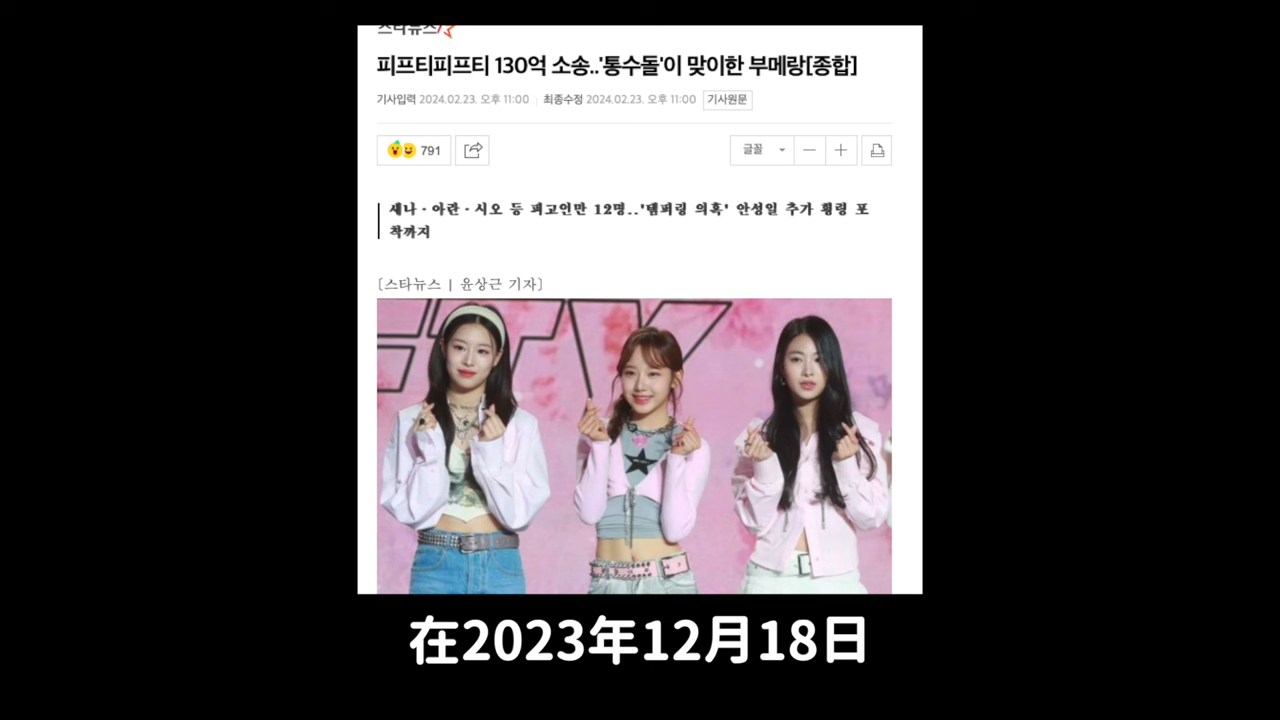 스타뉴스
피프티피프티 130억 소송..'통수돌'이 맞이한 부메랑[종합]
기사입력 2024.02.23. 오후 11:00 최종수정 2024.02.23. 오후 11:00 기사원문
791 글꼴
새나·아란·시오 등 피고인만 12명..'템퍼링 의혹' 안성일 추가 횡령 포
착까지
[스타뉴스 | 윤상근 기자]
在2023年12月18日